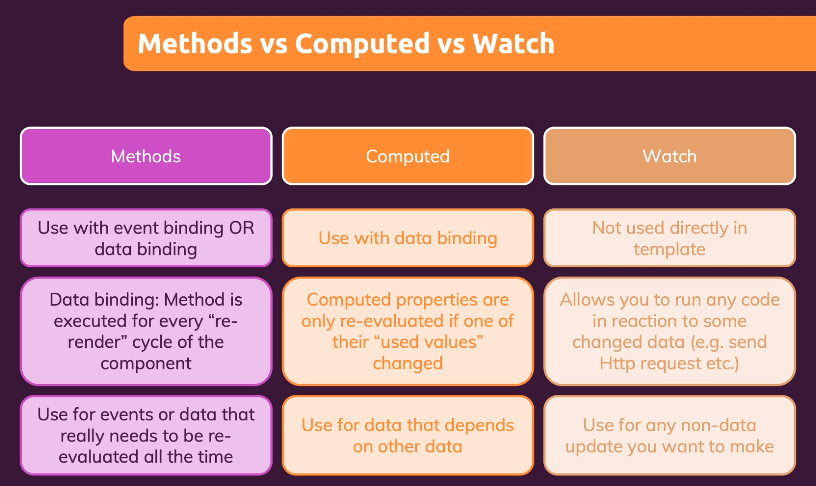 Methods vs Computed vs Watch
Methods
Computed
Watch
Use with event binding OR
data binding
Use with data binding
Not used directly in
template
Data binding: Method is
executed for every “re-
render” cycle of the
component
Computed properties are
only re-evaluated if one of
their “used values”
changed
Allows you to run any code
in reaction to some
changed data (e.g. send
Http request etc.)
Use for events or data that
really needs to be re-
evaluated all the time
Use for data that depends
on other data
Use for any non-data
update you want to make